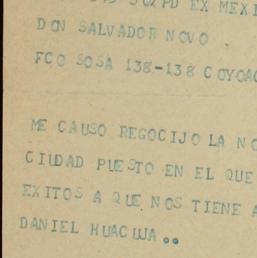 EX MEXI
DON SALVADOR NOVO
FCO SOSA 138-138 COYOAC
ME CAUSO REGOCIJO LA NO
CIUDAD PUESTO EN EL QUE
EXITOS A QUE NOS TIENE A
DANIEL HUACUJA..